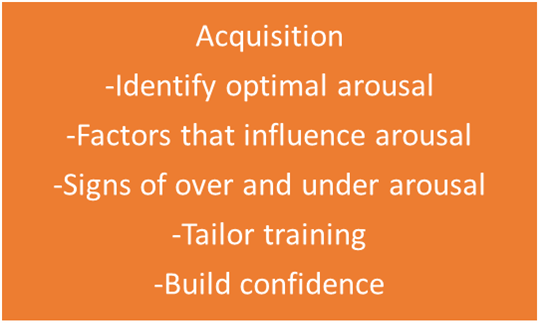 Acquisition
-Identify optimal arousal
-Factors that influence arousal
-Signs of over and under arousal
-Tailor training
-Build confidence